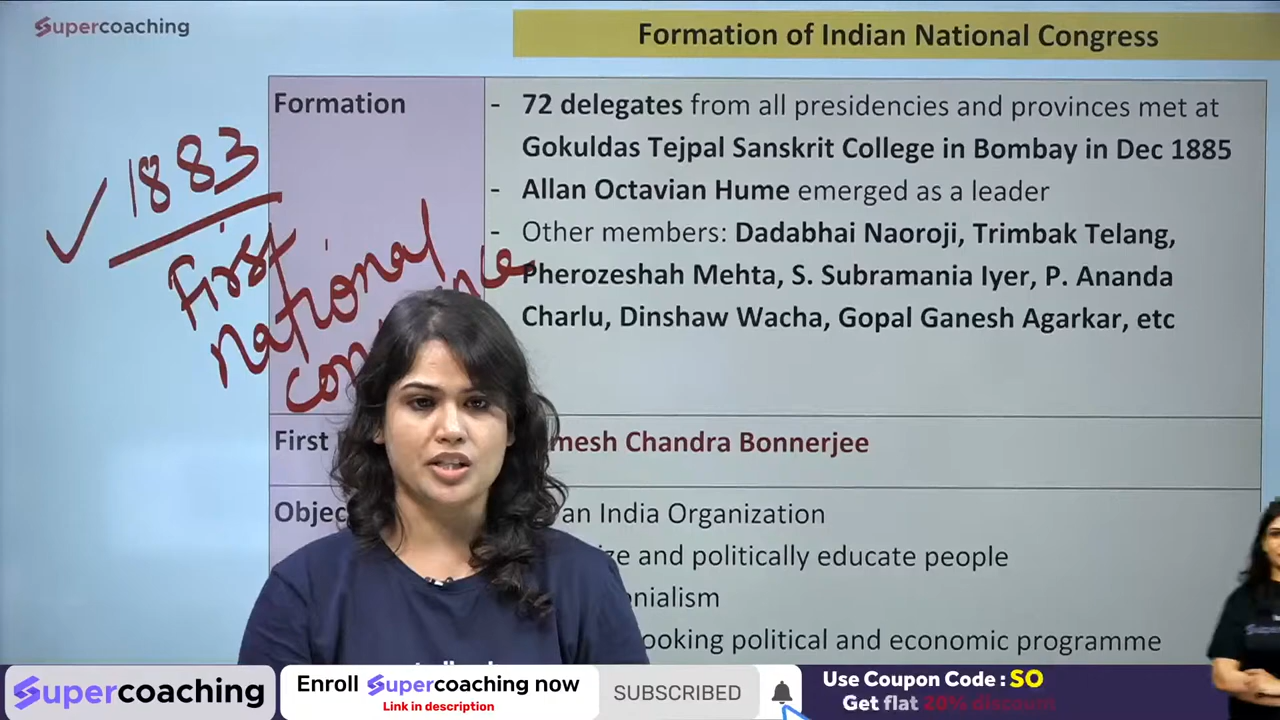 Supercoaching
Formation of Indian National Congress
Formation
- 72 delegates from all presidencies and provinces met at
Gokuldas Tejpal Sanskrit College in Bombay in Dec 1885
- Allan Octavian Hume emerged as a leader
- Other members: Dadabhai Naoroji, Trimbak Telang,
Pherozeshah Mehta, S. Subramania Iyer, P. Ananda
Charlu, Dinshaw Wacha, Gopal Ganesh Agarkar, etc
1883
First
national
First
mesh Chandra Bonnerjee
Objec
an India Organization
ize and politically educate people
onialism
ooking political and economic programme
Supercoaching
Enroll Supercoaching now
Link in description
SUBSCRIBED
Use Coupon Code : SO
Get flat 20% discount